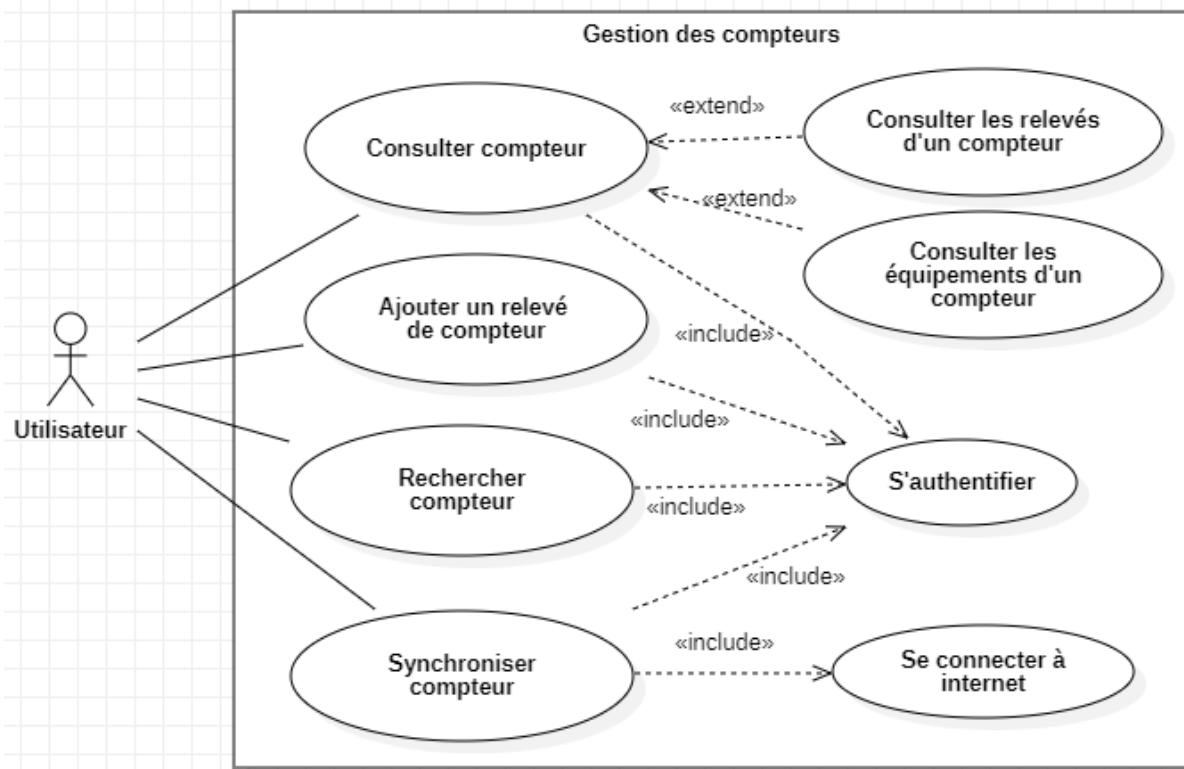 Gestion des compteurs
Consulter compteur
«extend»
Consulter les relevés
d'un compteur
«extend»
Consulter les
équipements d'un
compteur
Ajouter un relevé
de compteur
«include»
«include»
Utilisateur
Rechercher
compteur
«include»
S'authentifier
«include»
Synchroniser
compteur
«include»
Se connecter à
internet